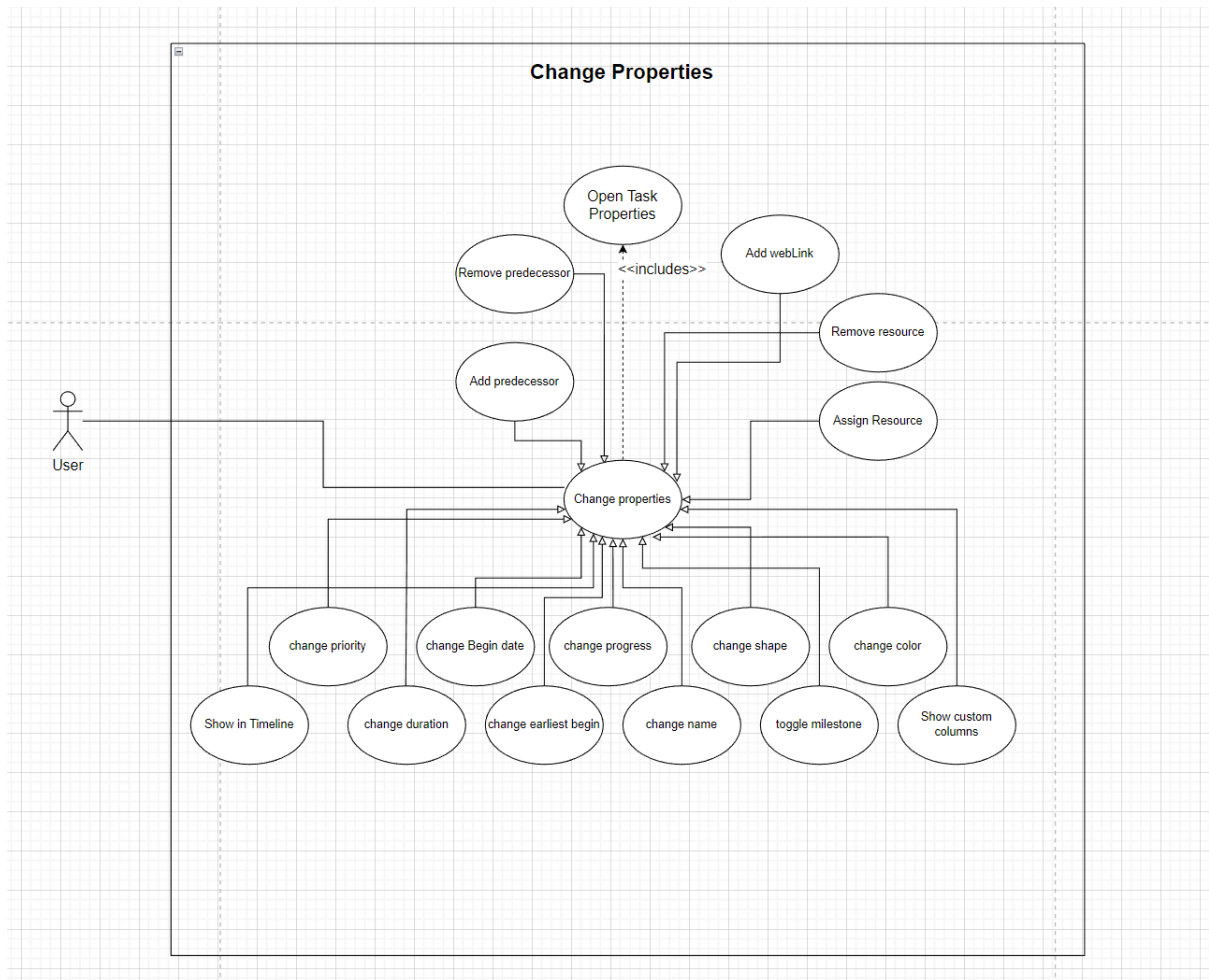 Change Properties
Open Task
Properties
Add webLink
<<includes>>
Remove predecessor
Remove resource
Add predecessor
Assign Resource
User
Change properties
change priority
change Begin date
change progress
change shape
change color
Show in Timeline
change duration
change earliest begin
change name
toggle milestone
Show custom
columns